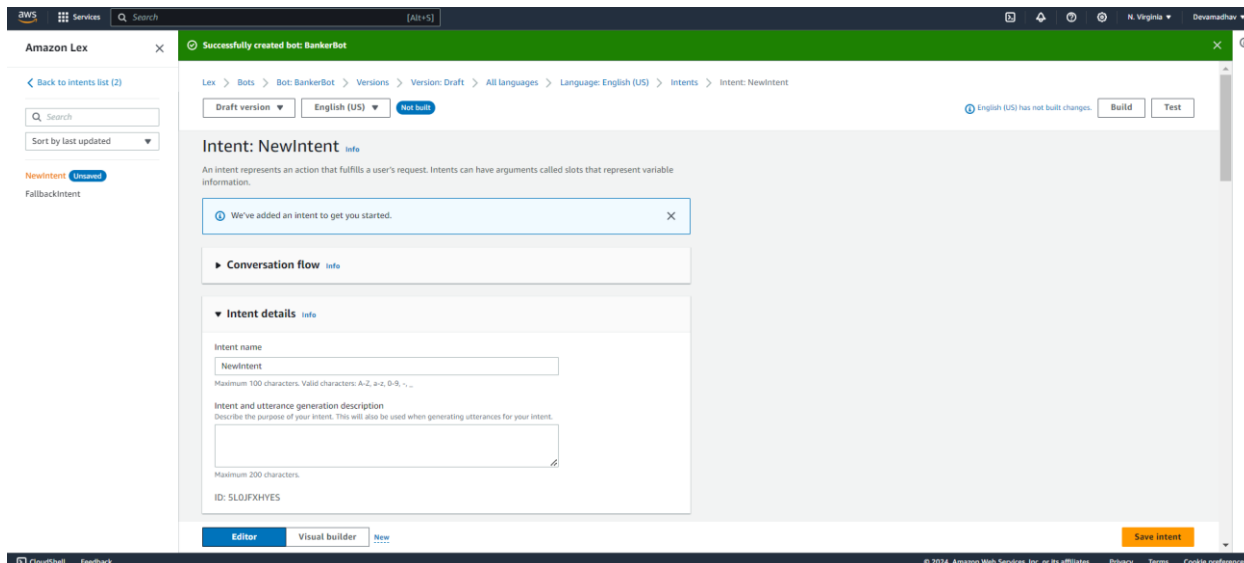 aws Services Search [Alt+S] N. Virginia Devamadhav
Amazon Lex
Successfully created bot: BankerBot
Back to intents list (2)
Lex > Bots > Bot: BankerBot > Versions > Version: Draft > All languages > Language: English (US) > Intents > Intent: NewIntent
Draft version English (US) Not built English (US) has not built changes. Build Test
Search
Sort by last updated
NewIntent Unsaved
FallbackIntent
Intent: NewIntent Info
An intent represents an action that fulfills a user's request. Intents can have arguments called slots that represent variable
information.
We've added an intent to get you started.
Conversation flow Info
Intent details Info
Intent name
NewIntent
Maximum 100 characters. Valid characters: A-Z, a-z, 0-9, -, _
Intent and utterance generation description
Describe the purpose of your intent. This will also be used when generating utterances for your intent.
Maximum 200 characters.
ID: 5L0JFXHYES
Editor Visual builder New Save intent
CloudShell Feedback © 2024, Amazon Web Services, Inc. or its affiliates. Privacy Terms Cookie preference